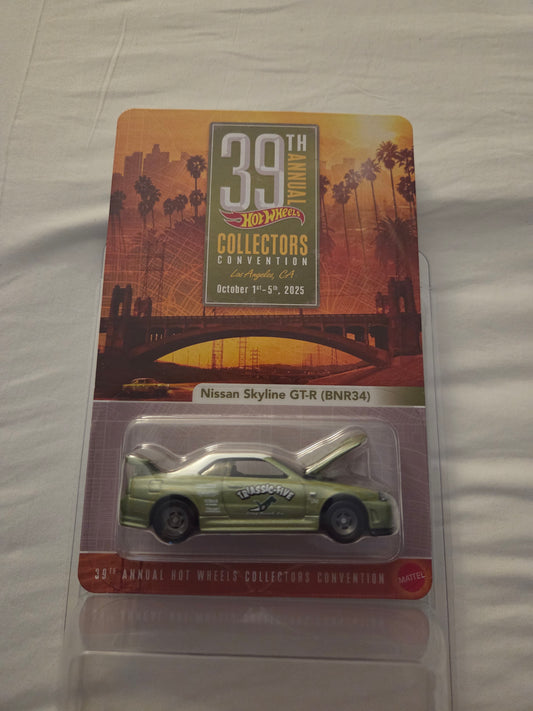 39TH
ANNUAL
Hot Wheels
COLLECTORS
CONVENTION
Los Angeles, CA
October 1st-5th, 2025
Nissan Skyline GT-R (BNR34)
TRIASSIC-FIVE
39TH ANNUAL HOT WHEELS COLLECTORS CONVENTION
MATTEL